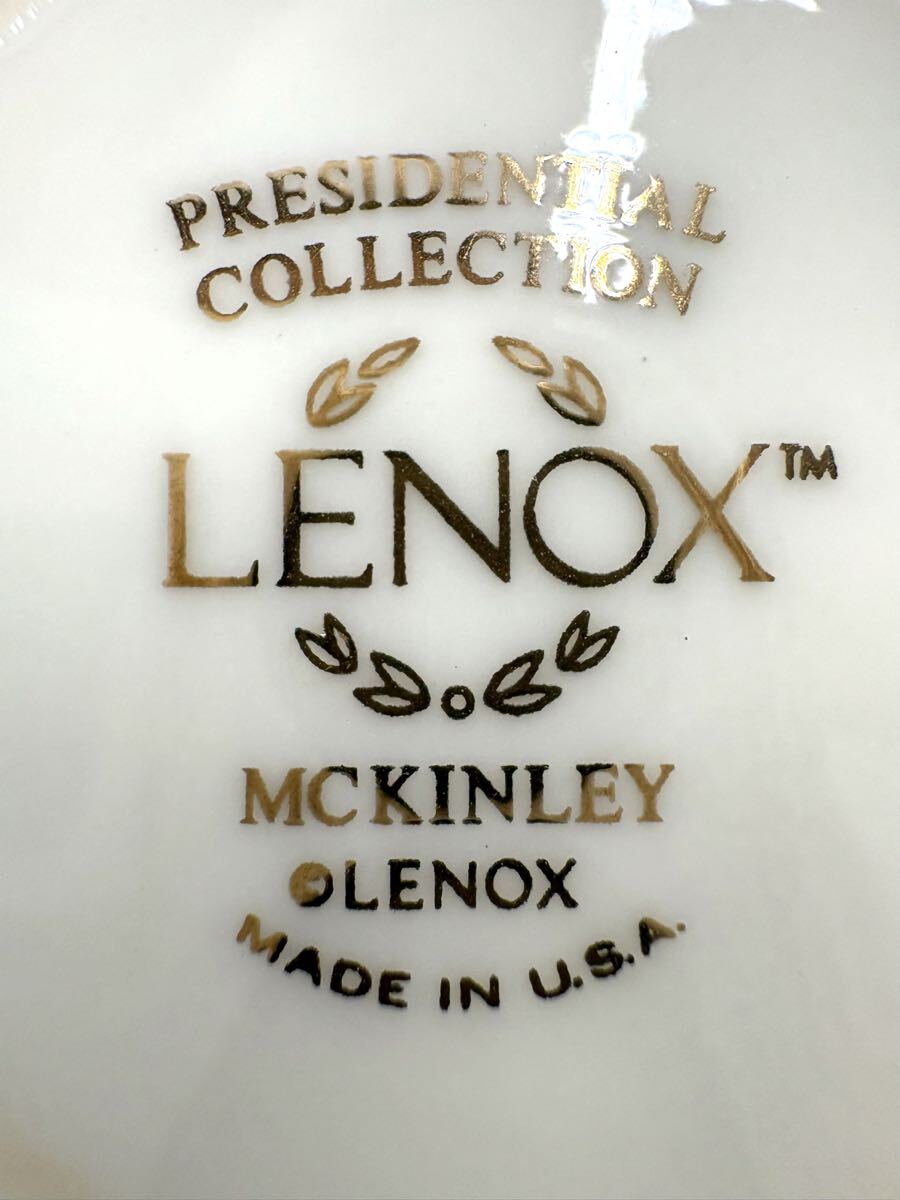 PRESIDENTIAL
COLLECTION
LENOX™
MCKINLEY
©LENOX
MADE IN U.S.A.